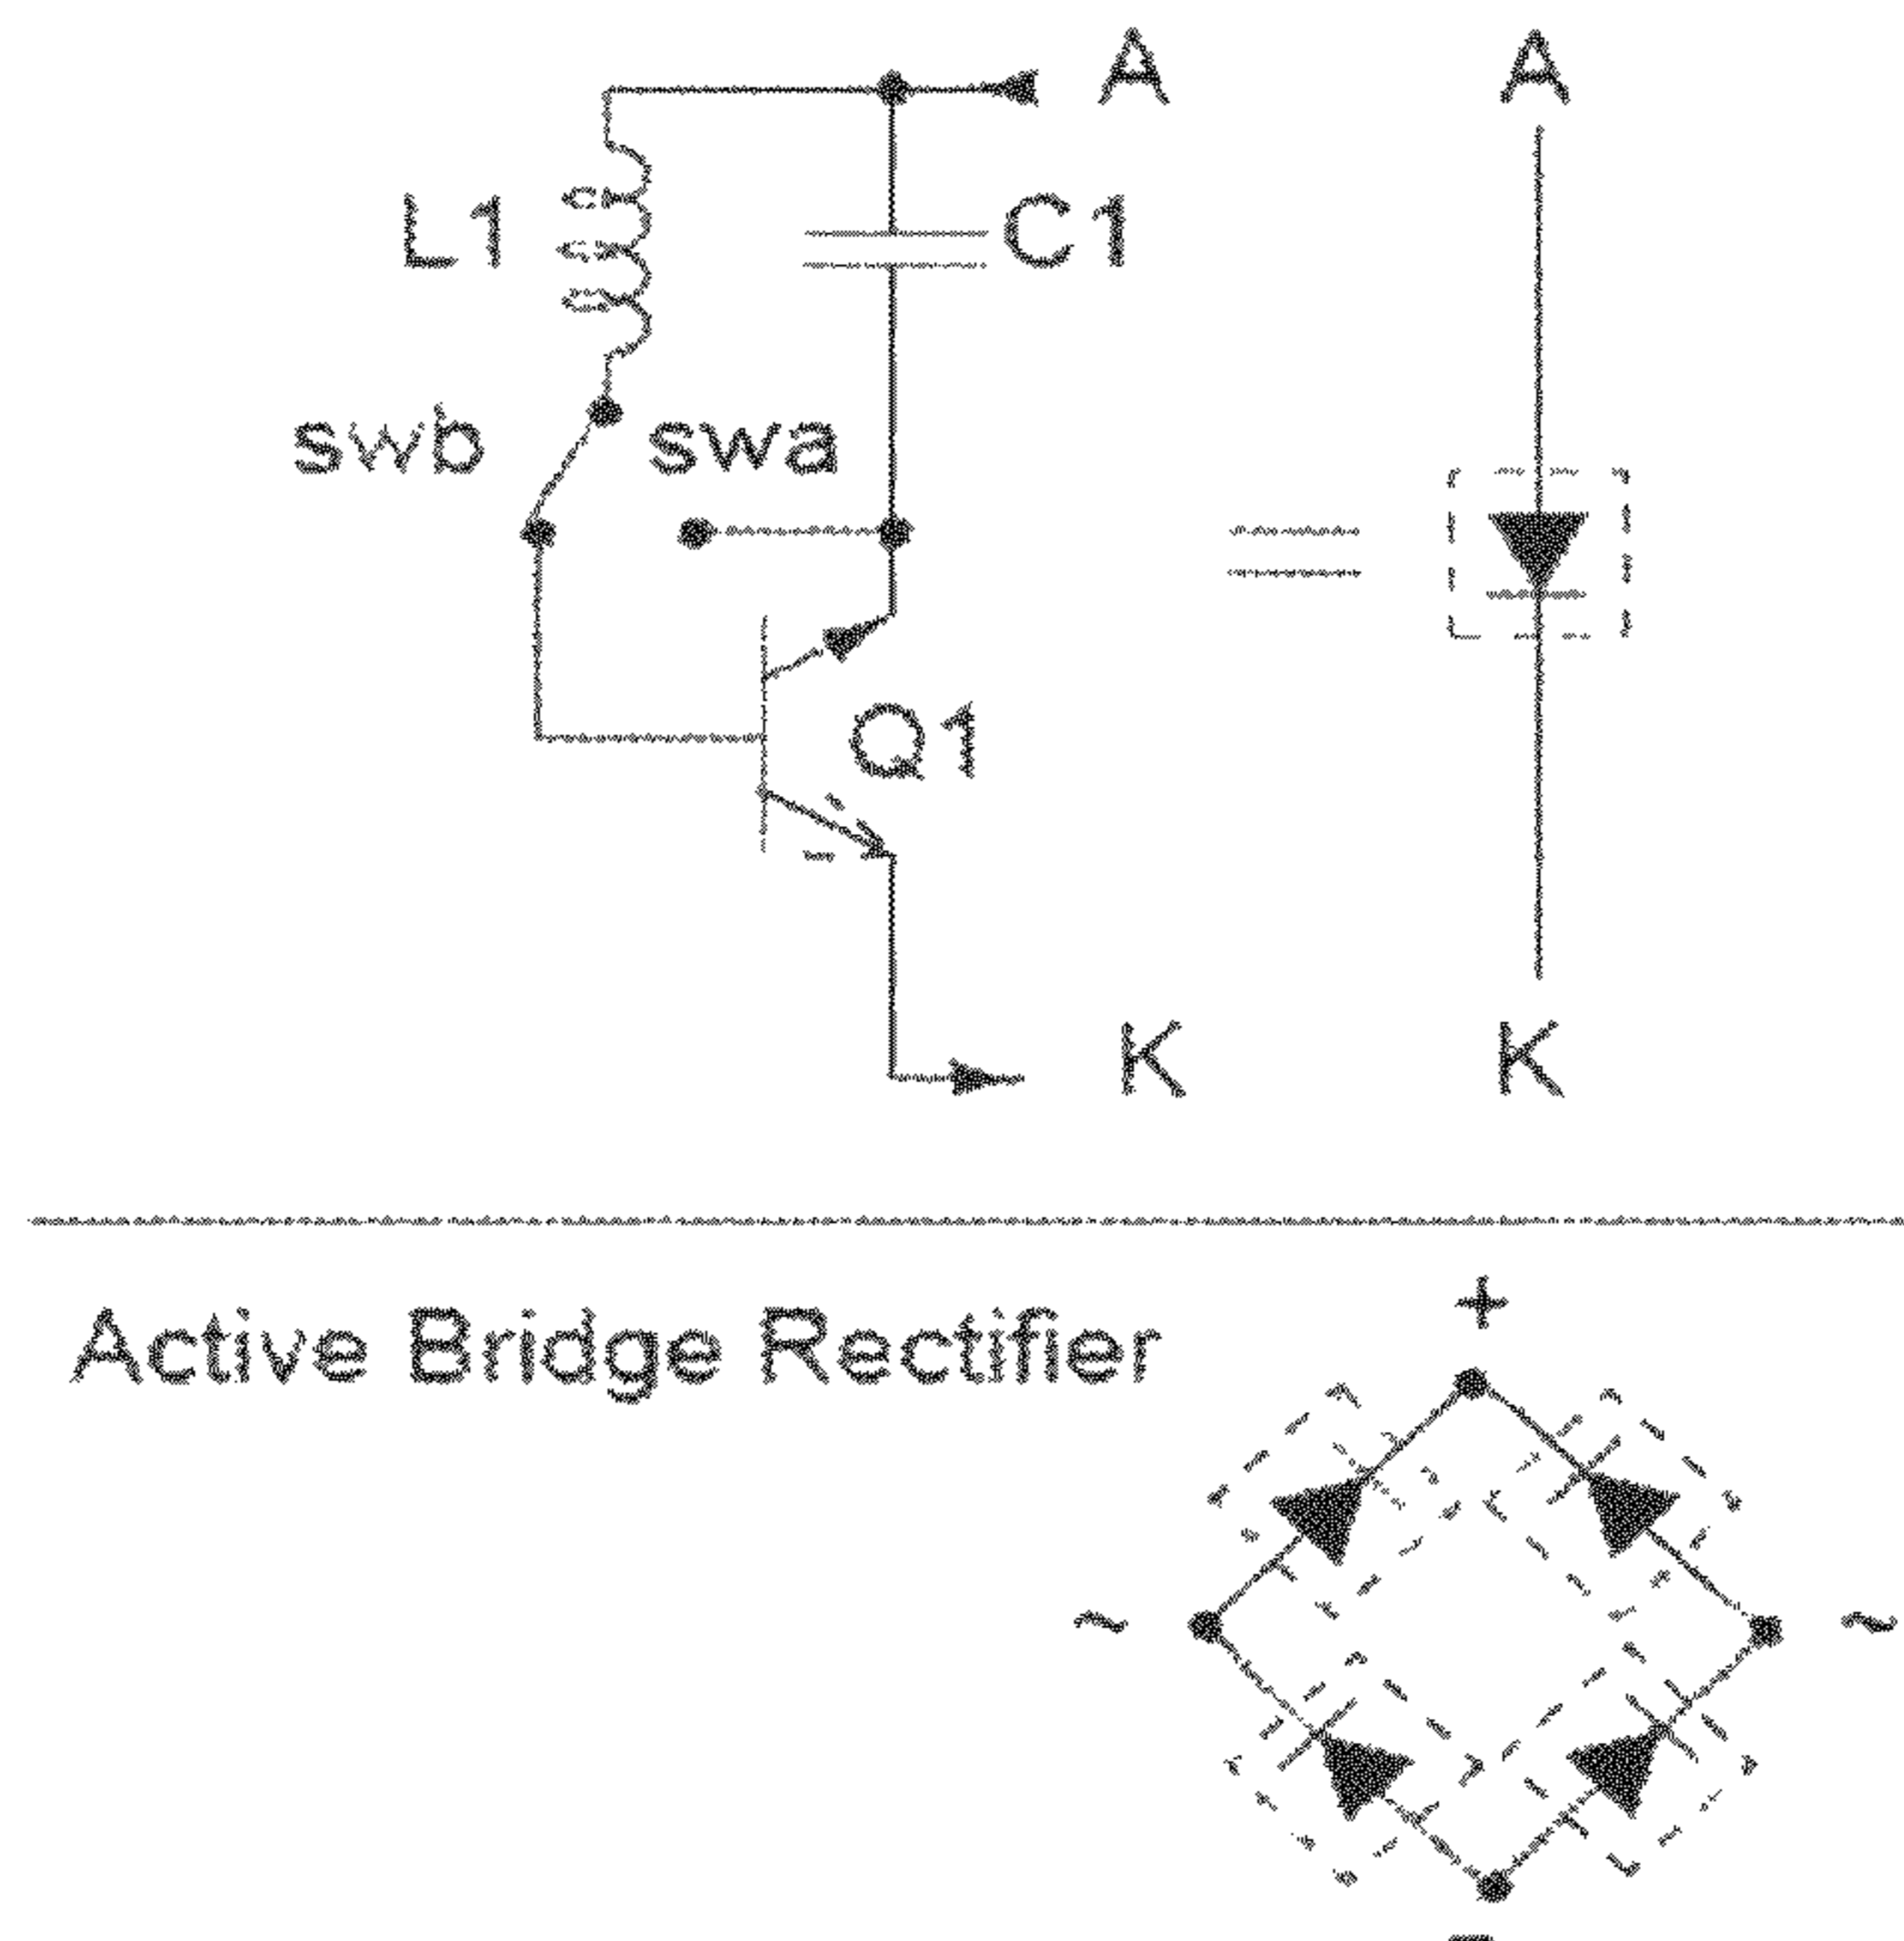 A A
L1 C1
swb swa
Q1
K K
Active Bridge Rectifier
+
~ ~
-